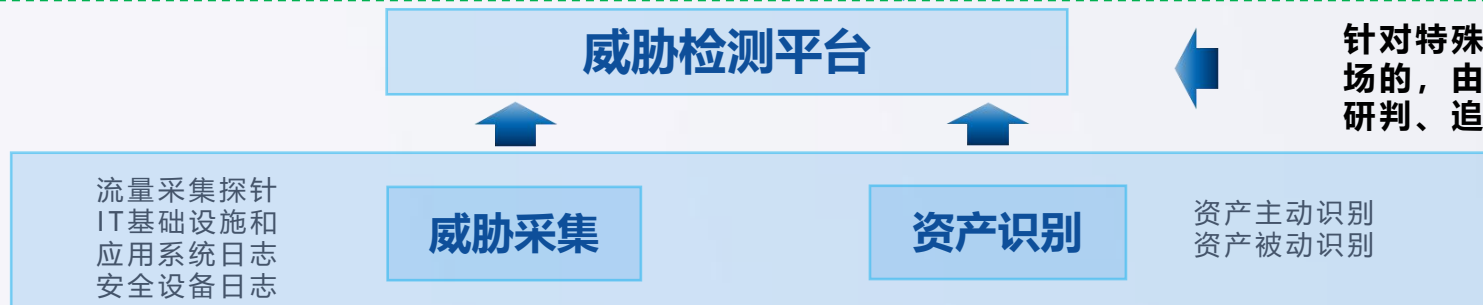 威胁检测平台
针对特殊
场的，由
研判、追
流量采集探针
IT基础设施和
应用系统日志
安全设备日志
威胁采集
资产识别
资产主动识别
资产被动识别